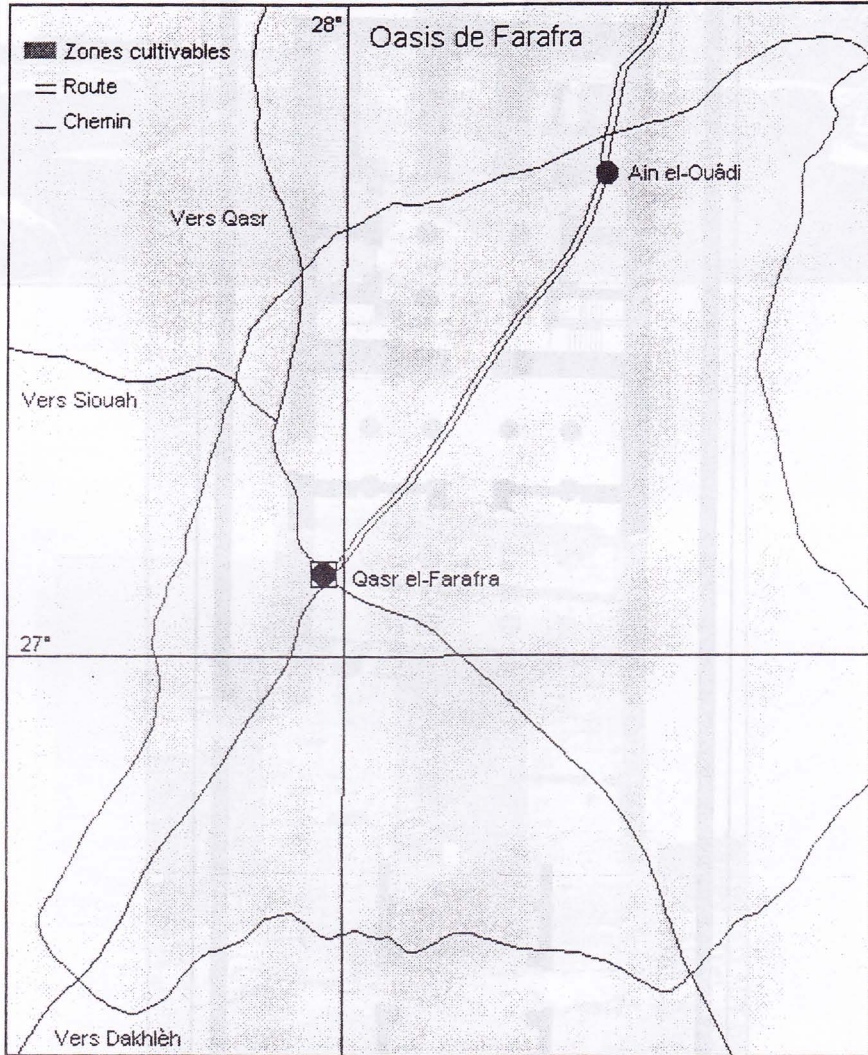 28°
Oasis de Farafra
Zones cultivables
Route
Chemin
Ain el-Ouâdi
Vers Qasr
Vers Siouah
Qasr el-Farafra
27°
Vers Dakhlèh